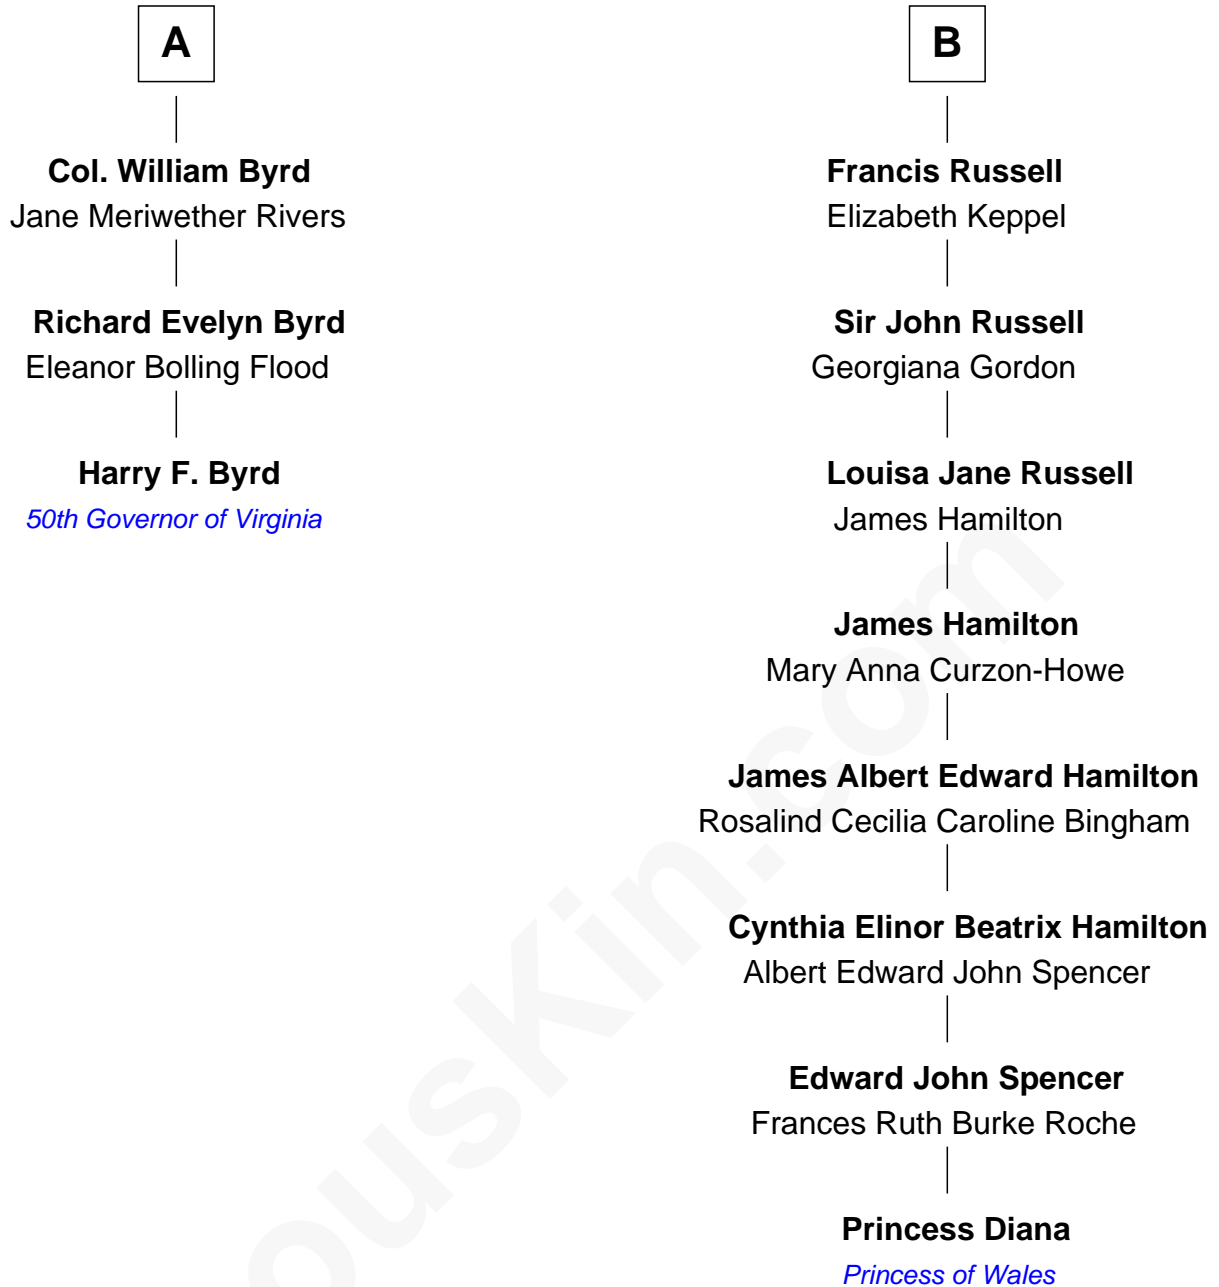 A
Col. William Byrd
Jane Meriwether Rivers
Richard Evelyn Byrd
Eleanor Bolling Flood
Harry F. Byrd
50th Governor of Virginia
B
Francis Russell
Elizabeth Keppel
Sir John Russell
Georgiana Gordon
Louisa Jane Russell
James Hamilton
James Hamilton
Mary Anna Curzon-Howe
James Albert Edward Hamilton
Rosalind Cecilia Caroline Bingham
Cynthia Elinor Beatrix Hamilton
Albert Edward John Spencer
Edward John Spencer
Frances Ruth Burke Roche
Princess Diana
Princess of Wales
ousKin.com